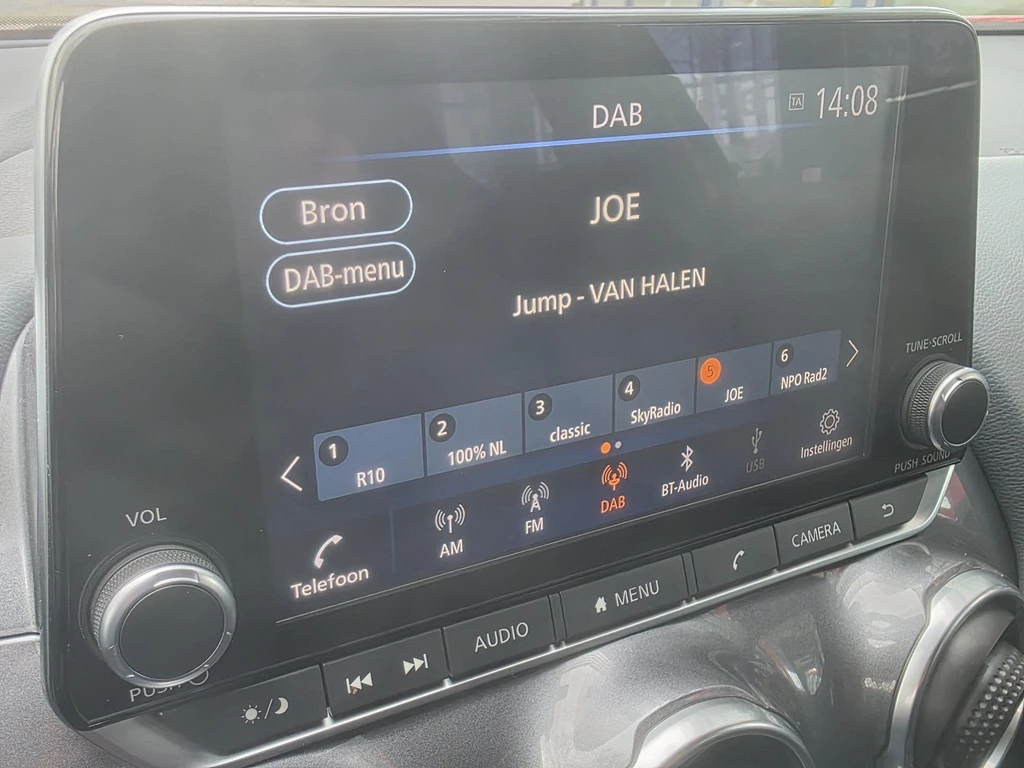 DAB
TA 14:08
Bron
JOE
DAB-menu
Jump - VAN HALEN
1 R10
2 100% NL
3 classic
4 SkyRadio
5 JOE
6 NPO Rad2
Telefoon
AM
FM
DAB
BT-Audio
USB
Instellingen
VOL
PUSH
TUNE·SCROLL
PUSH SOUND
AUDIO
MENU
CAMERA